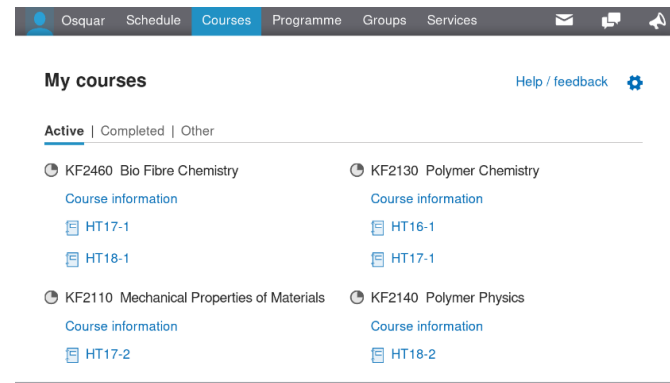 Osquar Schedule Courses Programme Groups Services
My courses
Help / feedback
Active | Completed | Other
KF2460 Bio Fibre Chemistry
Course information
HT17-1
HT18-1
KF2130 Polymer Chemistry
Course information
HT16-1
HT17-1
KF2110 Mechanical Properties of Materials
Course information
HT17-2
KF2140 Polymer Physics
Course information
HT18-2